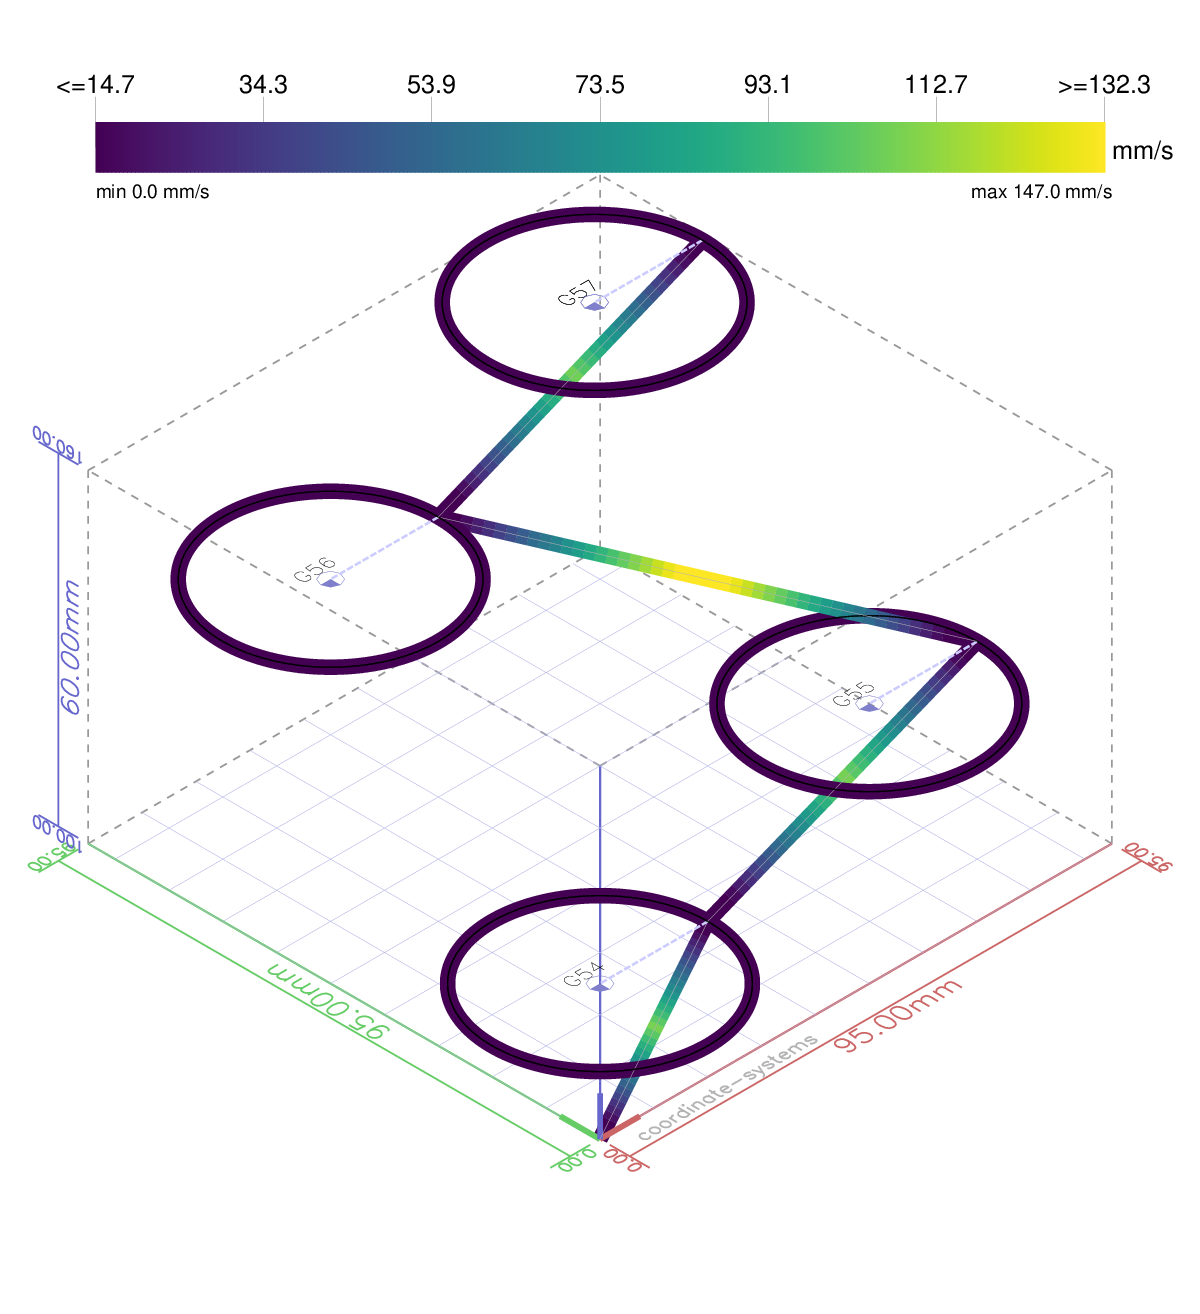 <=14.7 34.3 53.9 73.5 93.1 112.7 >=132.3
mm/s
min 0.0 mm/s max 147.0 mm/s
G57
160.00
G56
60.00mm
G55
100.00
95.00
95.00
G54
95.00mm
95.00mm
coordinate-systems
0.00
0.00